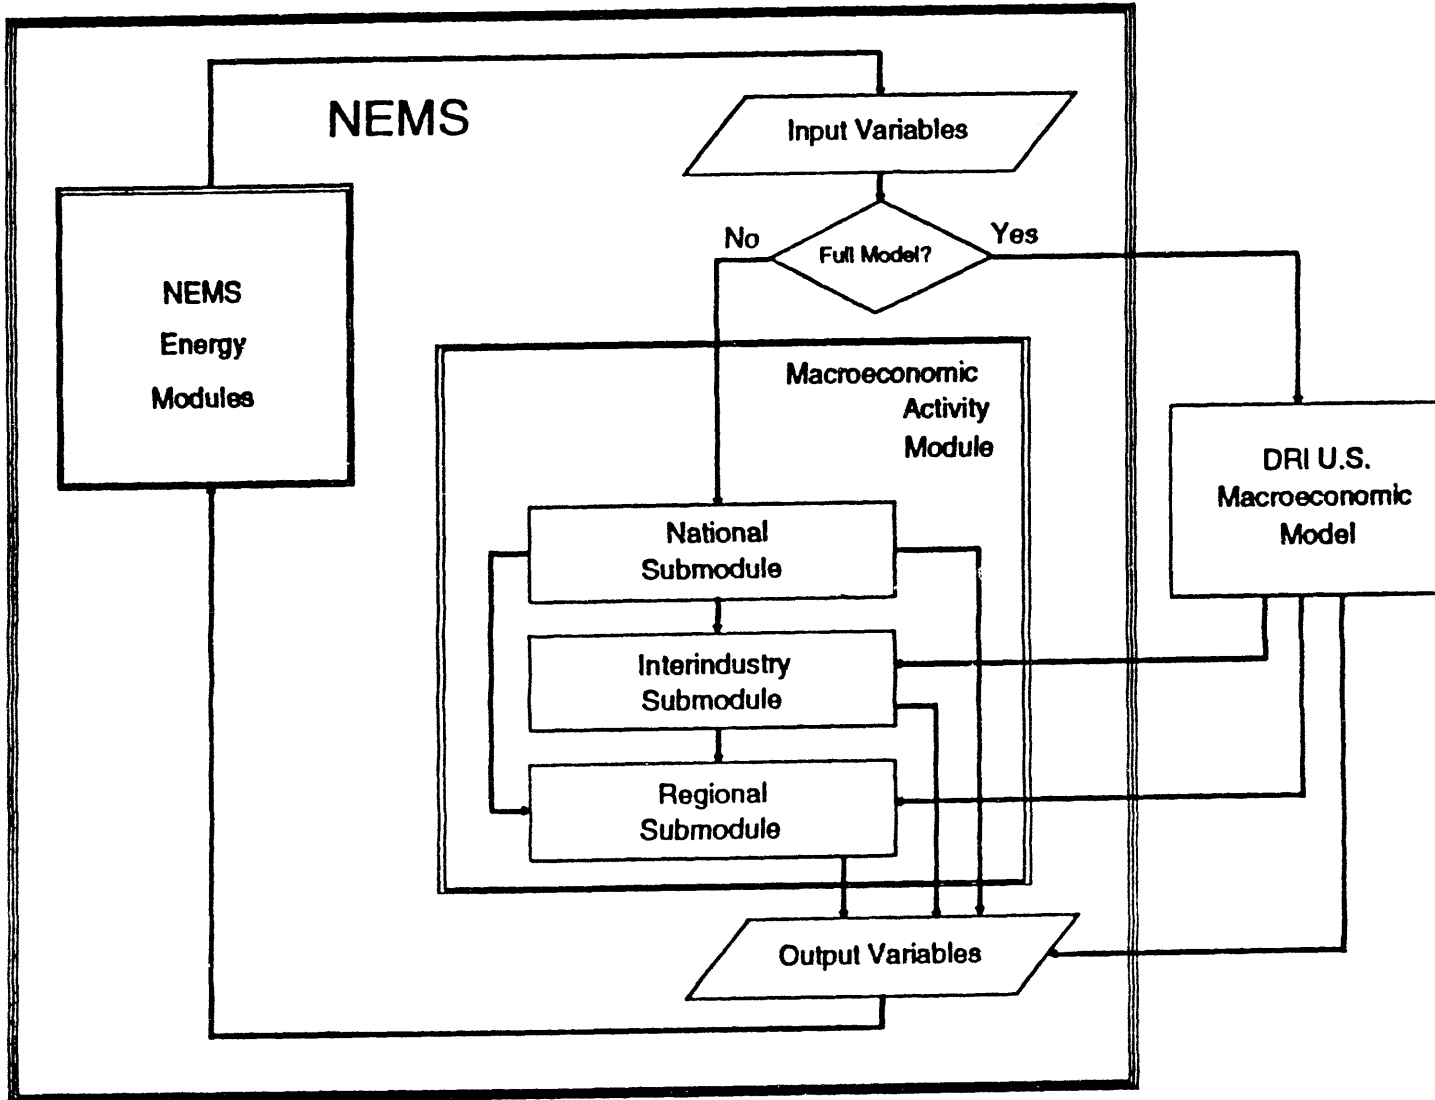 NEMS
Input Variables
No
Full Model?
Yes
NEMS
Energy
Modules
Macroeconomic
Activity
Module
DRI U.S.
Macroeconomic
Model
National
Submodule
Interindustry
Submodule
Regional
Submodule
Output Variables